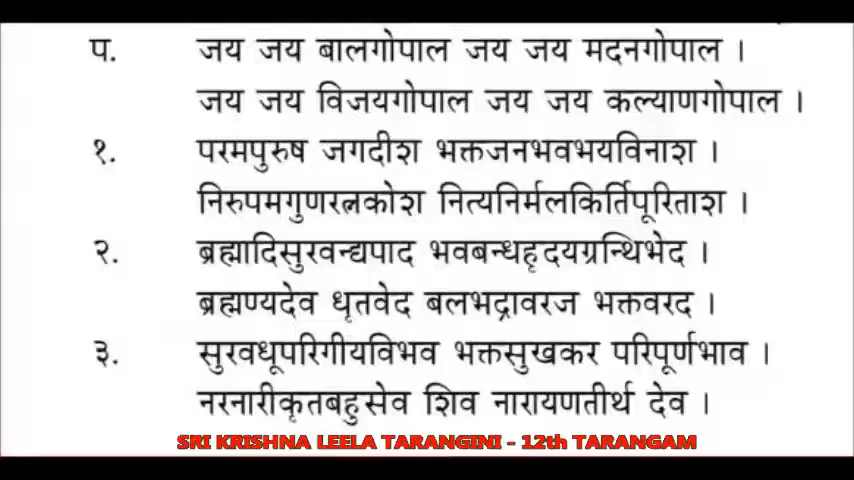 प. जय जय बालगोपाल जय जय मदनगोपाल ।
जय जय विजयगोपाल जय जय कल्याणगोपाल ।
१. परमपुरुष जगदीश भक्तजनभवभयविनाश ।
निरुपमगुणरत्नकोश नित्यनिर्मलकिर्तिपूरिताश ।
२. ब्रह्मादिसुरवन्द्यपाद भवबन्धहृदयग्रन्थिभेद ।
ब्रह्मण्यदेव धृतवेद बलभद्रावरज भक्तवरद ।
३. सुरवधूपरिगीयविभव भक्तसुखकर परिपूर्णभाव ।
नरनारीकृतबहुसेव शिव नारायणतीर्थ देव ।
SRI KRISHNA LEELA TARANGINI - 12th TARANGAM